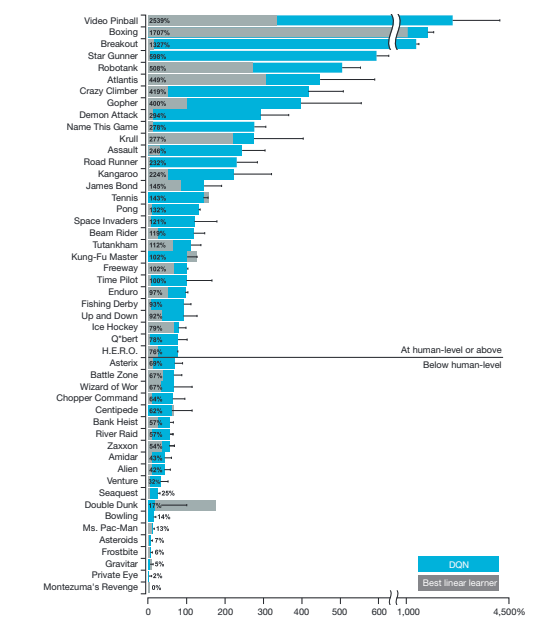 Video Pinball 2539%
Boxing 1707%
Breakout 1327%
Star Gunner 598%
Robotank 508%
Atlantis 449%
Crazy Climber 419%
Gopher 400%
Demon Attack 294%
Name This Game 278%
Krull 277%
Assault 246%
Road Runner 232%
Kangaroo 224%
James Bond 145%
Tennis 143%
Pong 132%
Space Invaders 121%
Beam Rider 119%
Tutankham 112%
Kung-Fu Master 102%
Freeway 102%
Time Pilot 100%
Enduro 97%
Fishing Derby 93%
Up and Down 92%
Ice Hockey 79%
Q*bert 78%
H.E.R.O. 76%
At human-level or above
Asterix 69%
Below human-level
Battle Zone 67%
Wizard of Wor 67%
Chopper Command 64%
Centipede 62%
Bank Heist 57%
River Raid 57%
Zaxxon 54%
Amidar 43%
Alien 42%
Venture 32%
Seaquest 25%
Double Dunk 17%
Bowling 14%
Ms. Pac-Man 13%
Asteroids 7%
Frostbite 6%
Gravitar 5%
Private Eye 2%
Montezuma's Revenge 0%
DQN
Best linear learner
0 100 200 300 400 500 600 1,000 4,500%